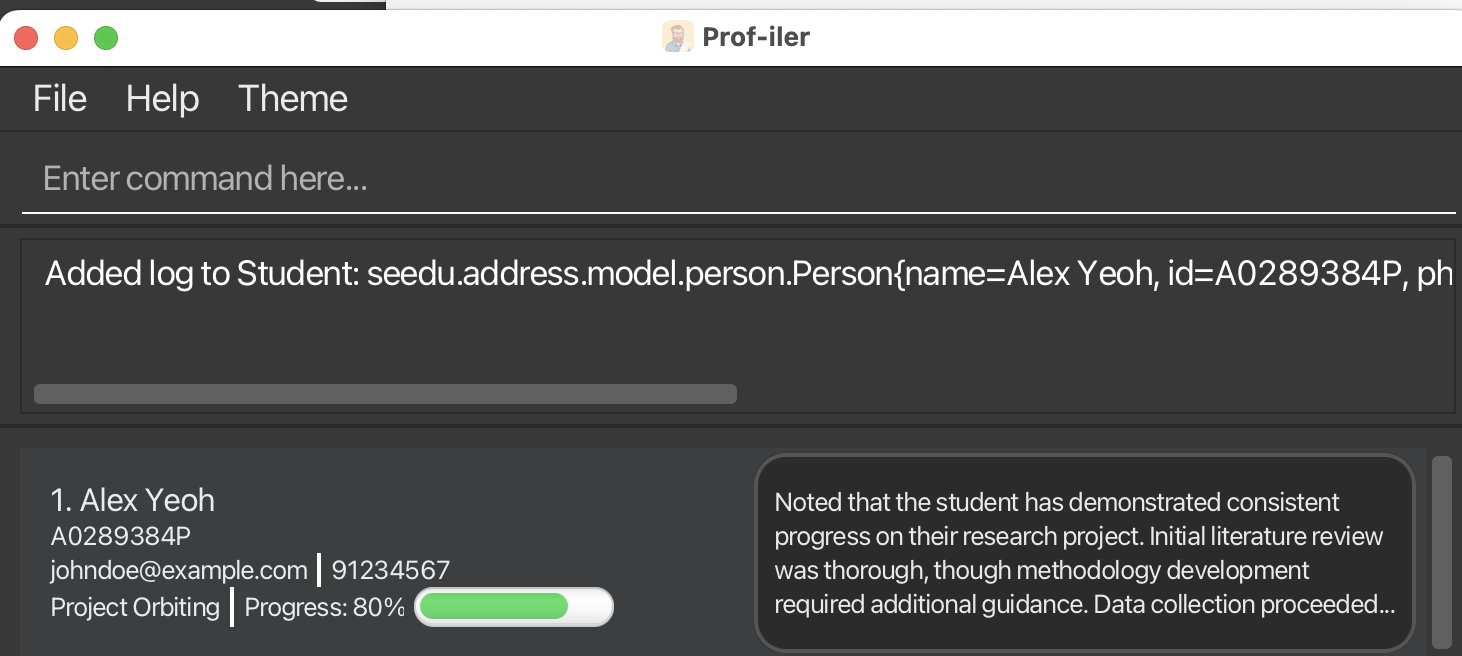 Prof-iler
File Help Theme
Enter command here...
Added log to Student: seedu.address.model.person.Person{name=Alex Yeoh, id=A0289384P, ph
1. Alex Yeoh
A0289384P
johndoe@example.com | 91234567
Project Orbiting | Progress: 80%
Noted that the student has demonstrated consistent
progress on their research project. Initial literature review
was thorough, though methodology development
required additional guidance. Data collection proceeded...